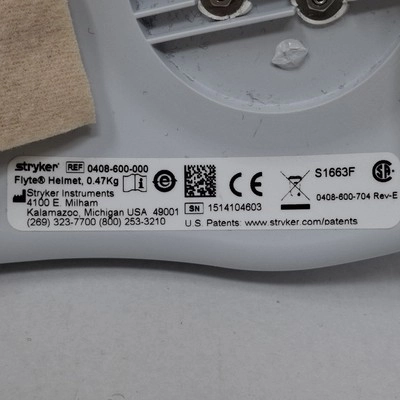 stryker® REF 0408-600-000
Flyte® Helmet, 0.47Kg
Stryker Instruments
4100 E. Milham
Kalamazoo, Michigan USA 49001
(269) 323-7700 (800) 253-3210
SN 1514104603
U.S. Patents: www.stryker.com/patents
CE
S1663F
0408-600-704 Rev-E